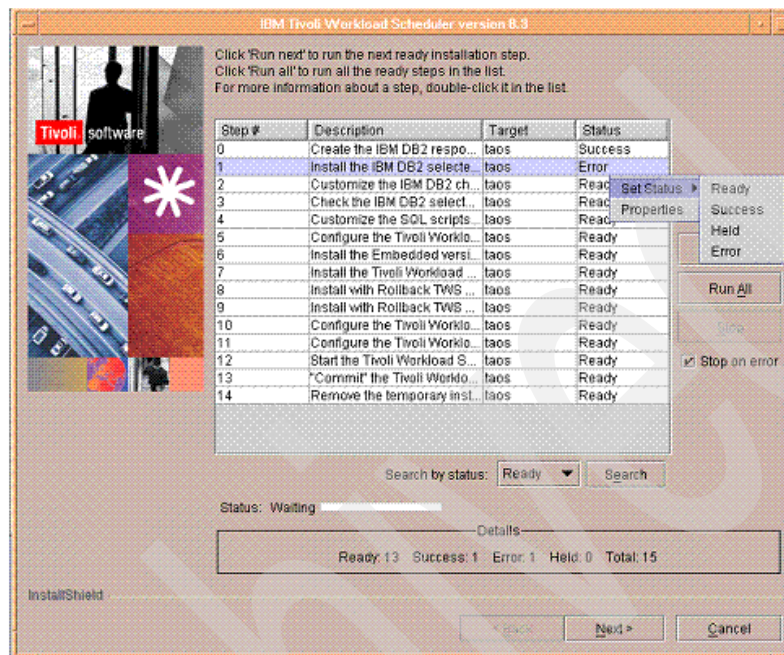 IBM Tivoli Workload Scheduler version 8.3
Click 'Run next' to run the next ready installation step.
Click 'Run all' to run all the ready steps in the list.
For more information about a step, double-click it in the list.
Tivoli. software
Step # Description Target Status
0 Create the IBM DB2 respo... taos Success
1 Install the IBM DB2 selecte... taos Error
2 Customize the IBM DB2 ch... taos Read
3 Check the IBM DB2 select... taos Read
4 Customize the SQL scripts... taos Ready
5 Configure the Tivoli Worklo... taos Ready
6 Install the Embedded versi... taos Ready
7 Install the Tivoli Workload ... taos Ready
8 Install with Rollback TWS ... taos Ready
9 Install with Rollback TWS ... taos Ready
10 Configure the Tivoli Worklo... taos Ready
11 Configure the Tivoli Worklo... taos Ready
12 Start the Tivoli Workload S... taos Ready
13 "Commit" the Tivoli Worklo... taos Ready
14 Remove the temporary inst... taos Ready
Set Status
Properties
Ready
Success
Held
Error
Run All
Stop
Stop on error
Search by status: Ready Search
Status: Waiting
Details
Ready: 13 Success: 1 Error: 1 Held: 0 Total: 15
InstallShield
< Back Next > Cancel